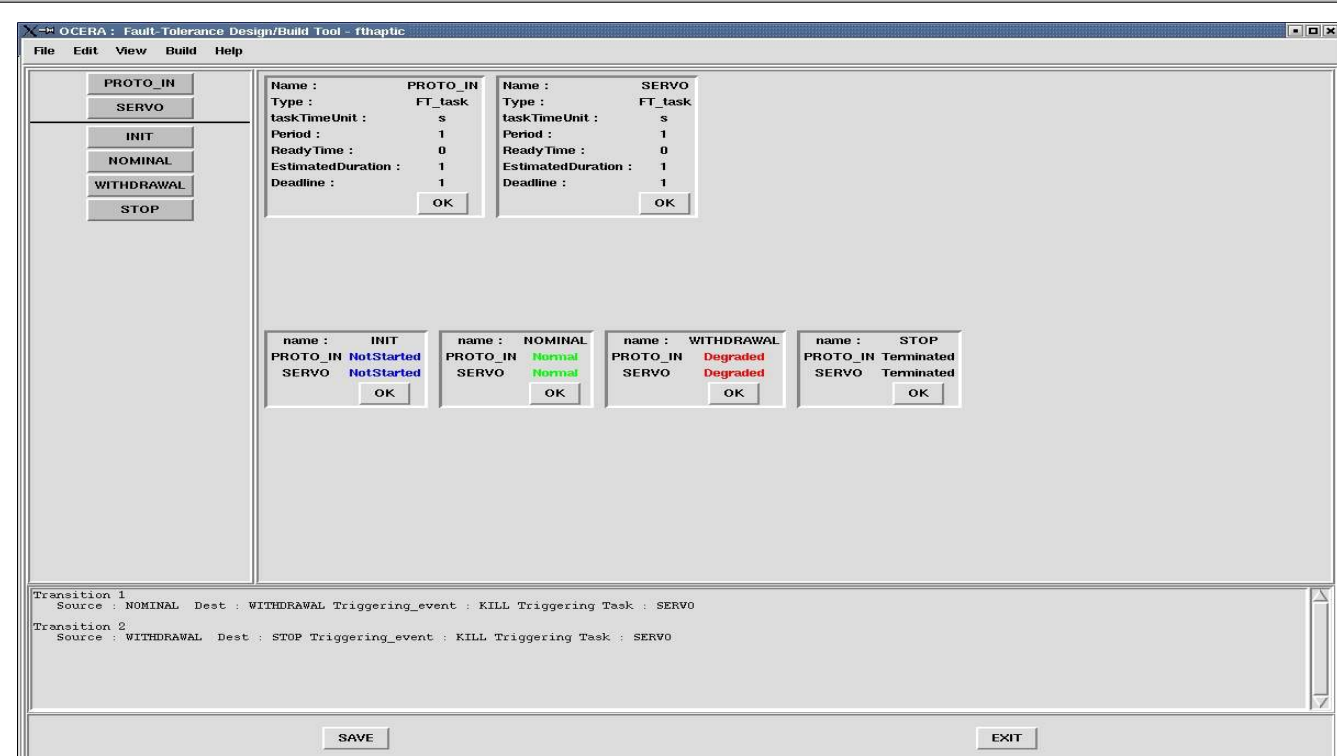 OCERA : Fault-Tolerance Design/Build Tool - fthaptic
File Edit View Build Help
PROTO_IN
SERVO
INIT
NOMINAL
WITHDRAWAL
STOP
Name : PROTO_IN
Type : FT_task
taskTimeUnit : s
Period : 1
ReadyTime : 0
EstimatedDuration : 1
Deadline : 1
OK
Name : SERVO
Type : FT_task
taskTimeUnit : s
Period : 1
ReadyTime : 0
EstimatedDuration : 1
Deadline : 1
OK
name : INIT
PROTO_IN NotStarted
SERVO NotStarted
OK
name : NOMINAL
PROTO_IN Normal
SERVO Normal
OK
name : WITHDRAWAL
PROTO_IN Degraded
SERVO Degraded
OK
name : STOP
PROTO_IN Terminated
SERVO Terminated
OK
Transition 1
Source : NOMINAL Dest : WITHDRAWAL Triggering_event : KILL Triggering Task : SERVO
Transition 2
Source : WITHDRAWAL Dest : STOP Triggering_event : KILL Triggering Task : SERVO
SAVE
EXIT